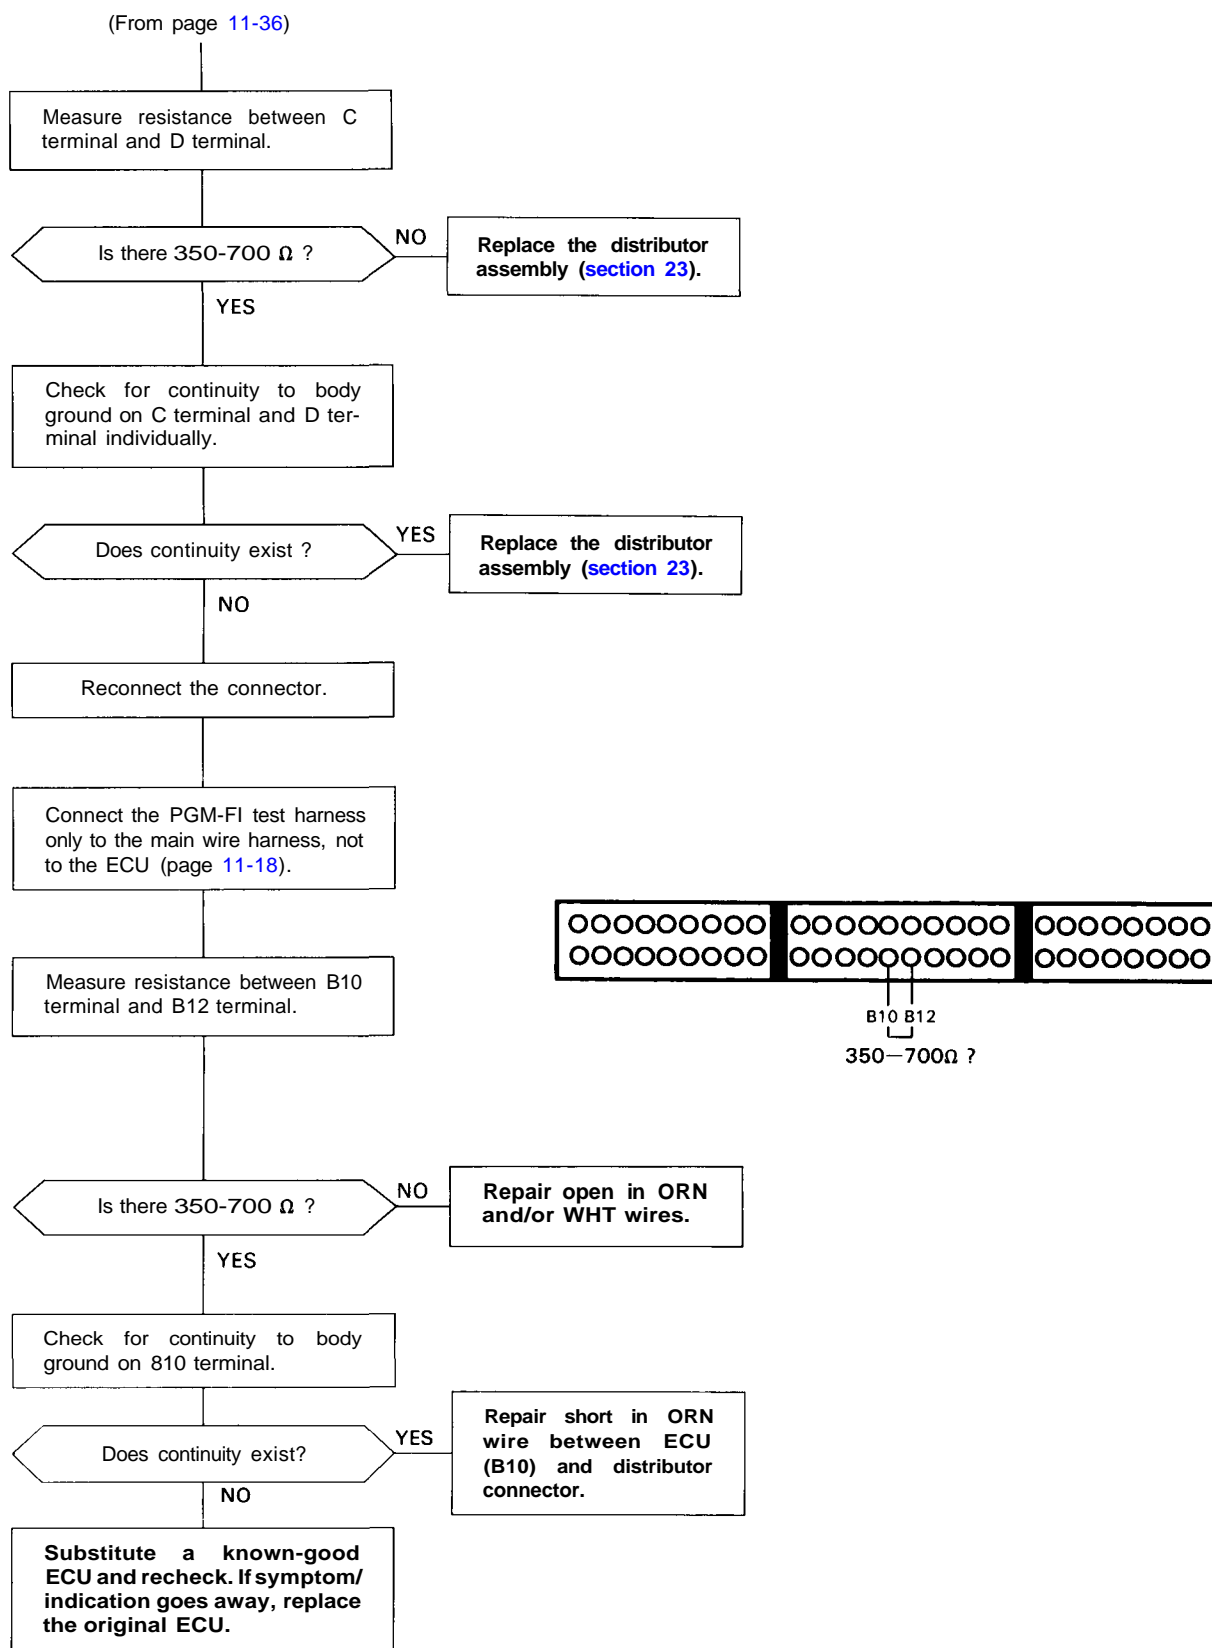 (From page 11-36)
Measure resistance between C
terminal and D terminal.
Is there 350-700 Ω ?
NO
Replace the distributor
assembly (section 23).
YES
Check for continuity to body
ground on C terminal and D ter-
minal individually.
Does continuity exist ?
YES
Replace the distributor
assembly (section 23).
NO
Reconnect the connector.
Connect the PGM-FI test harness
only to the main wire harness, not
to the ECU (page 11-18).
Measure resistance between B10
terminal and B12 terminal.
B10 B12
350—700Ω ?
Is there 350-700 Ω ?
NO
Repair open in ORN
and/or WHT wires.
YES
Check for continuity to body
ground on 810 terminal.
Does continuity exist?
YES
Repair short in ORN
wire between ECU
(B10) and distributor
connector.
NO
Substitute a known-good
ECU and recheck. If symptom/
indication goes away, replace
the original ECU.